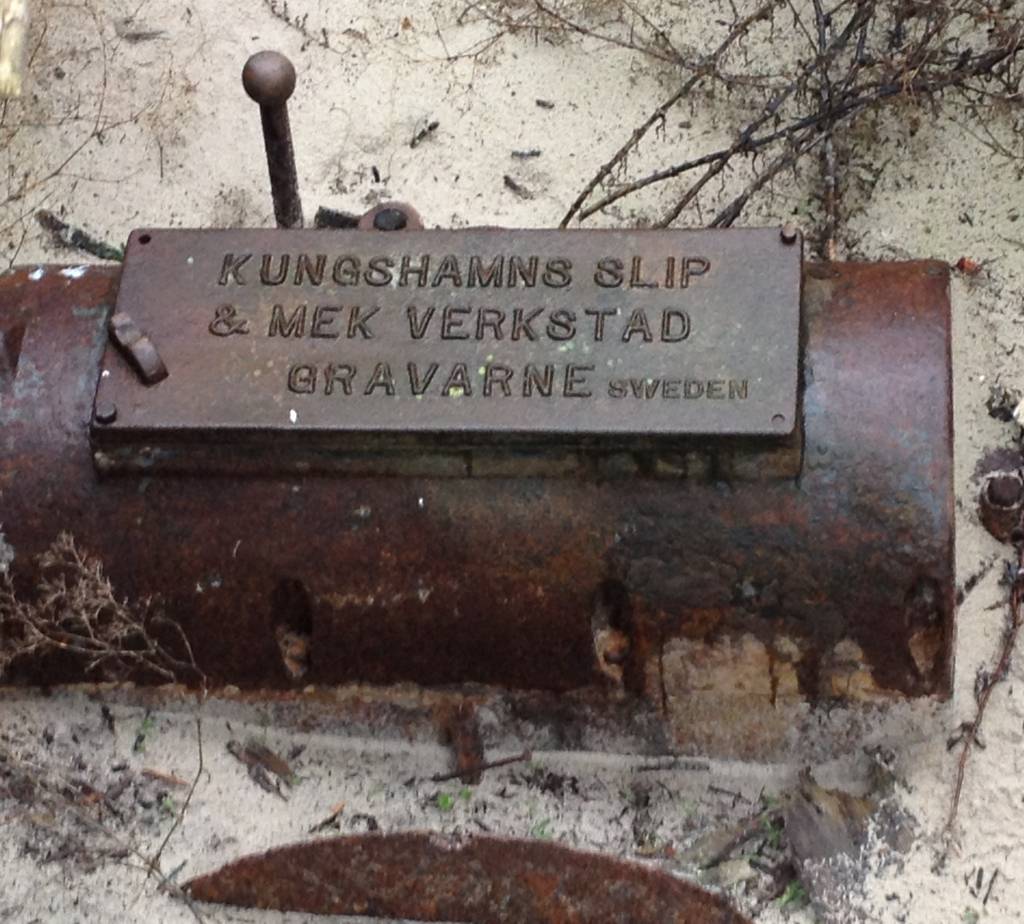 KUNGSHAMNS SLIP
& MEK VERKSTAD
GRAVARNE SWEDEN